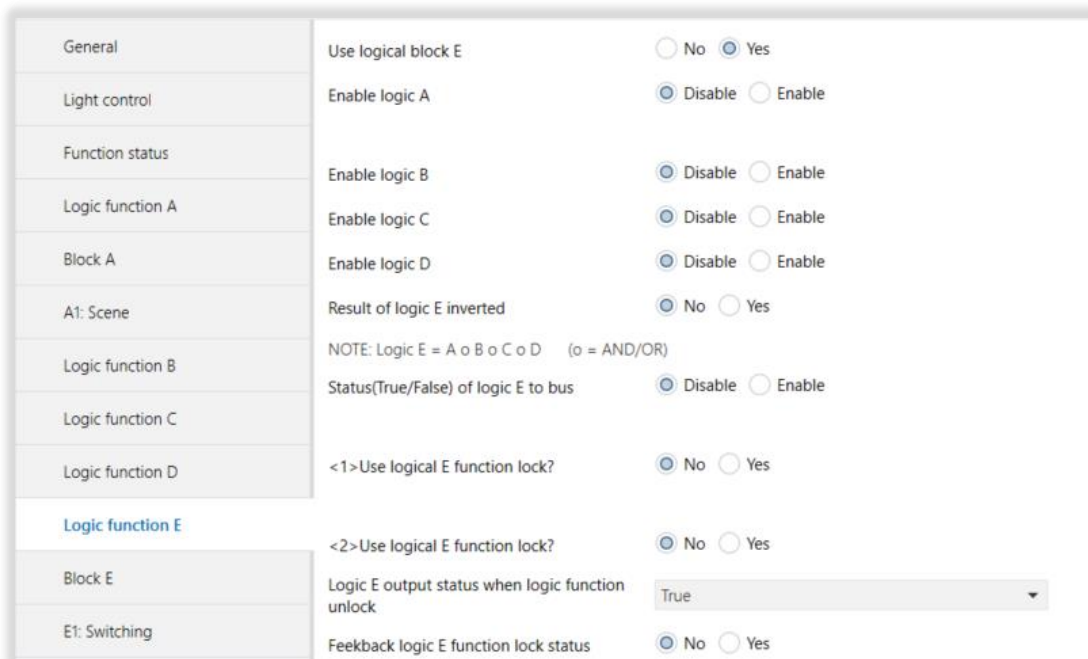 General
Light control
Function status
Logic function A
Block A
A1: Scene
Logic function B
Logic function C
Logic function D
Logic function E
Block E
E1: Switching
Use logical block E No Yes
Enable logic A Disable Enable
Enable logic B Disable Enable
Enable logic C Disable Enable
Enable logic D Disable Enable
Result of logic E inverted No Yes
NOTE: Logic E = A o B o C o D (o = AND/OR)
Status(True/False) of logic E to bus Disable Enable
<1>Use logical E function lock? No Yes
<2>Use logical E function lock? No Yes
Logic E output status when logic function
unlock
True
Feekback logic E function lock status No Yes